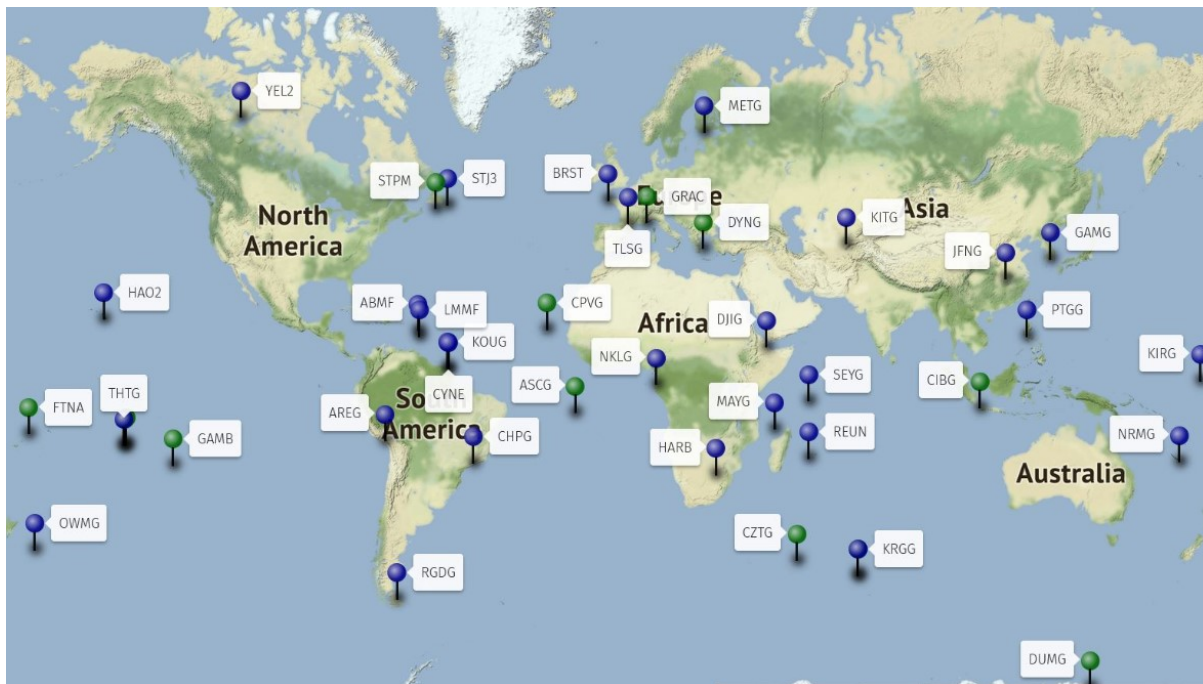 YEL2
METG
STPM
STJ3
BRST
Europe
GRAC
North
America
TLSG
DYNG
KITG
Asia
GAMG
JFNG
HAO2
ABMF
LMMF
CPVG
Africa
DJIG
PTGG
KOUG
NKLG
KIRG
CYNE
ASCG
SEYG
CIBG
FTNA
THTG
AREG
South
America
MAYG
GAMB
CHPG
HARB
REUN
NRMG
Australia
OWMG
CZTG
KRGG
RGDG
DUMG